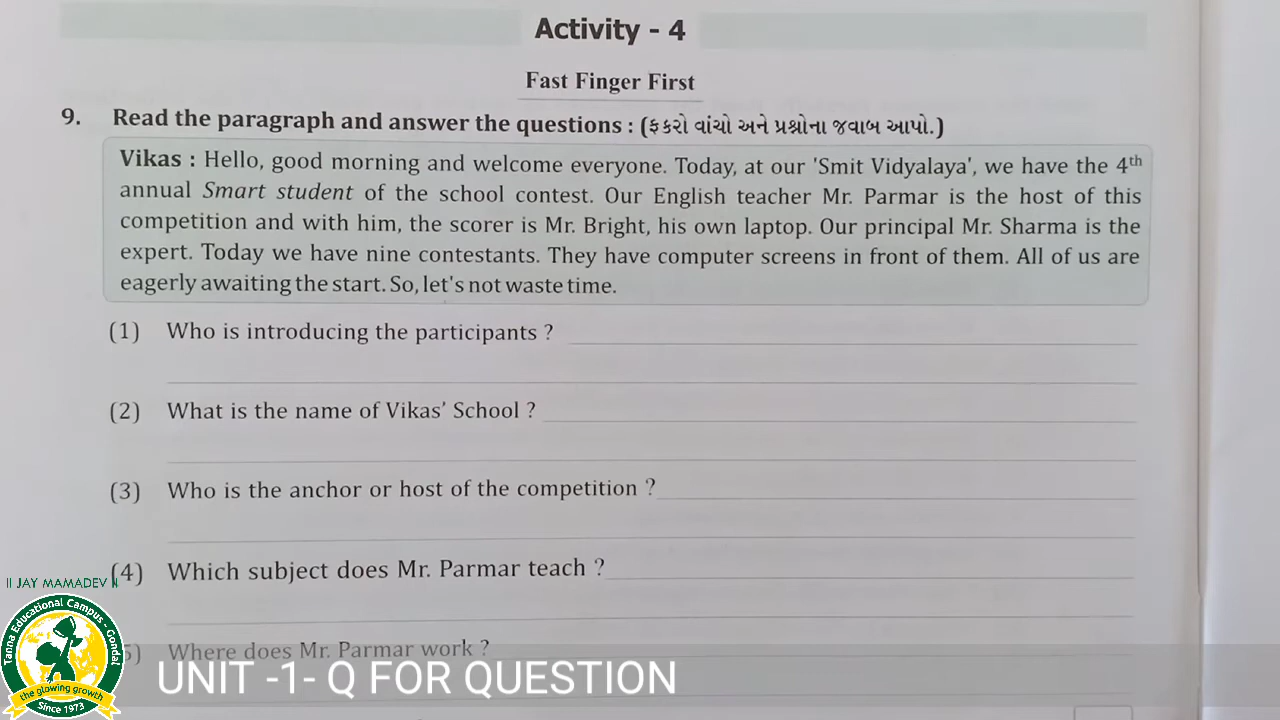 Activity - 4
Fast Finger First
9. Read the paragraph and answer the questions : (ફકરો વાંચો અને પ્રશ્નોના જવાબ આપો.)
Vikas : Hello, good morning and welcome everyone. Today, at our 'Smit Vidyalaya', we have the 4th
annual Smart student of the school contest. Our English teacher Mr. Parmar is the host of this
competition and with him, the scorer is Mr. Bright, his own laptop. Our principal Mr. Sharma is the
expert. Today we have nine contestants. They have computer screens in front of them. All of us are
eagerly awaiting the start. So, let's not waste time.
(1) Who is introducing the participants ?
(2) What is the name of Vikas’ School ?
(3) Who is the anchor or host of the competition ?
(4) Which subject does Mr. Parmar teach ?
5) Where does Mr. Parmar work ?
II JAY MAMADEV II
Tanna Educational Campus - Gondal
the glowing growth
Since 1973
UNIT -1- Q FOR QUESTION